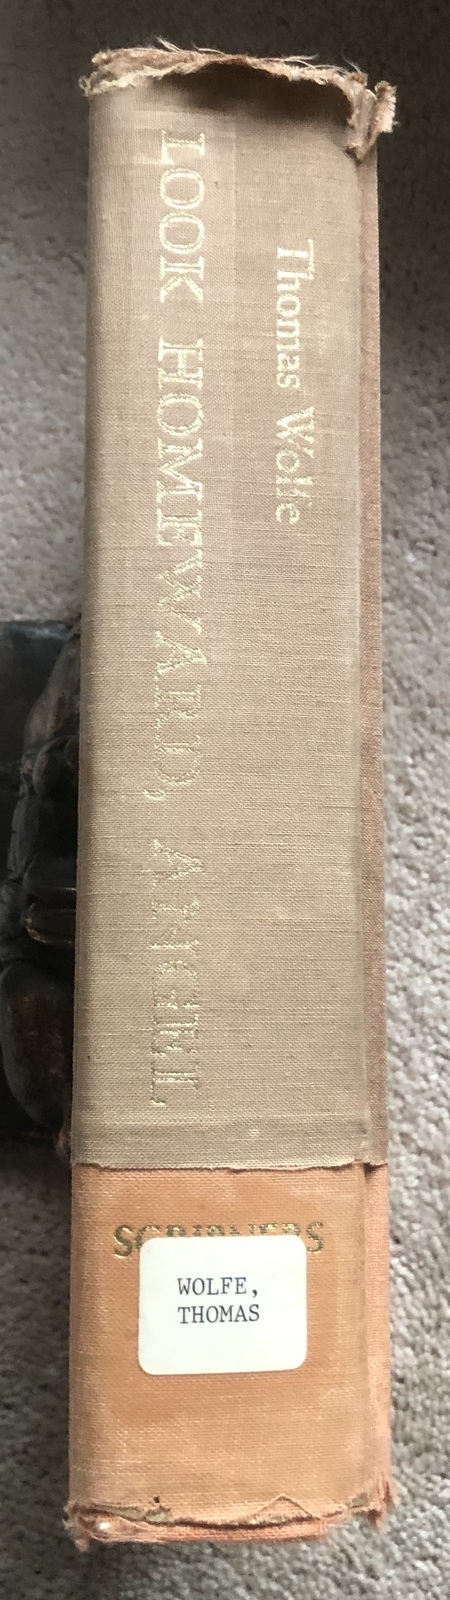 Thomas Wolfe
LOOK HOMEWARD, ANGEL
SCRIBNERS
WOLFE,
THOMAS